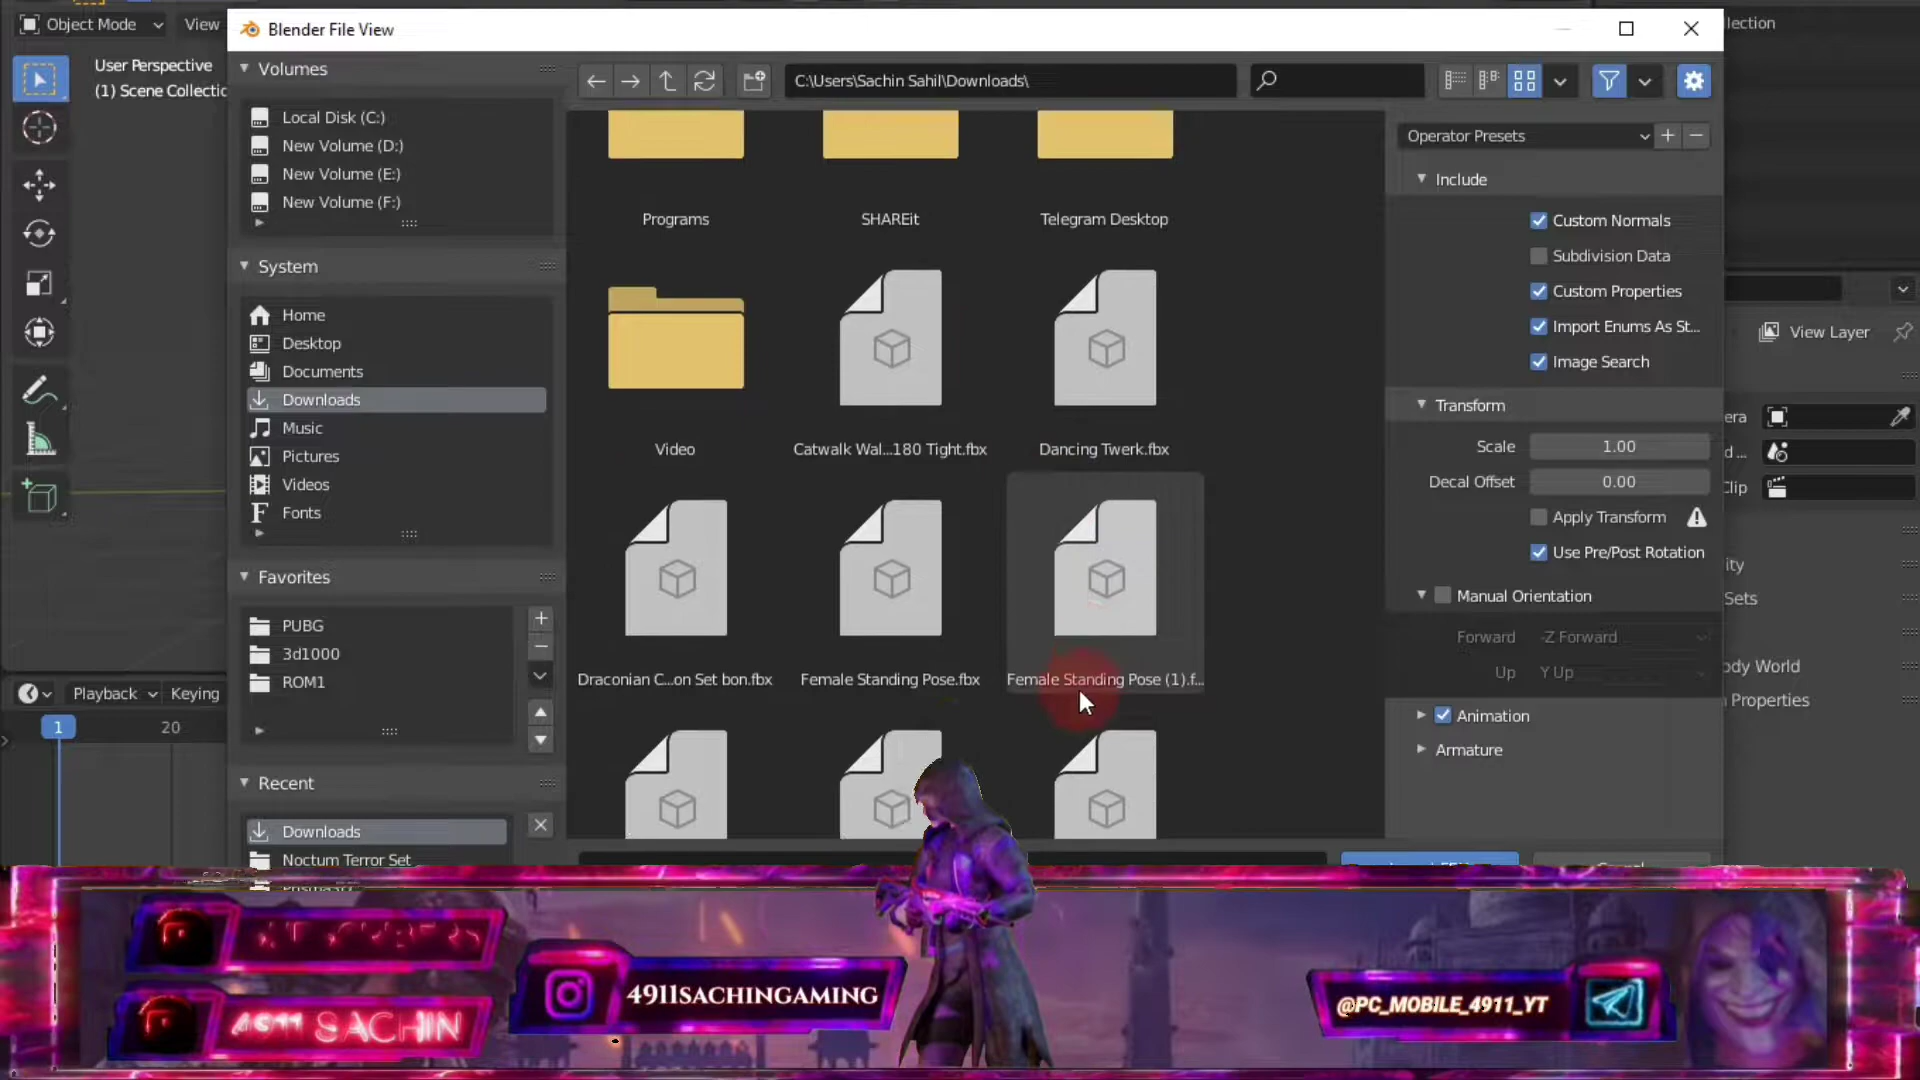 Object Mode
View
Blender File View
lection
User Perspective
(1) Scene Collectic
Volumes
Local Disk (C:)
New Volume (D:)
New Volume (E:)
New Volume (F:)
System
Home
Desktop
Documents
Downloads
Music
Pictures
Videos
Fonts
Favorites
PUBG
3d1000
ROM1
Recent
Downloads
Noctum Terror Set
C:\Users\Sachin Sahil\Downloads\
Programs
SHAREit
Telegram Desktop
Video
Catwalk Wal...180 Tight.fbx
Dancing Twerk.fbx
Draconian C...on Set bon.fbx
Female Standing Pose.fbx
Female Standing Pose (1).f...
Operator Presets
Include
Custom Normals
Subdivision Data
Custom Properties
Import Enums As St...
Image Search
Transform
Scale 1.00
Decal Offset 0.00
Apply Transform
Use Pre/Post Rotation
Manual Orientation
Forward -Z Forward
Up Y Up
Animation
Armature
View Layer
era
d ...
Clip
ity
Sets
ody World
Properties
Playback
Keying
1
20
4911 SACHIN
4911SACHINGAMING
@PC_MOBILE_4911_YT